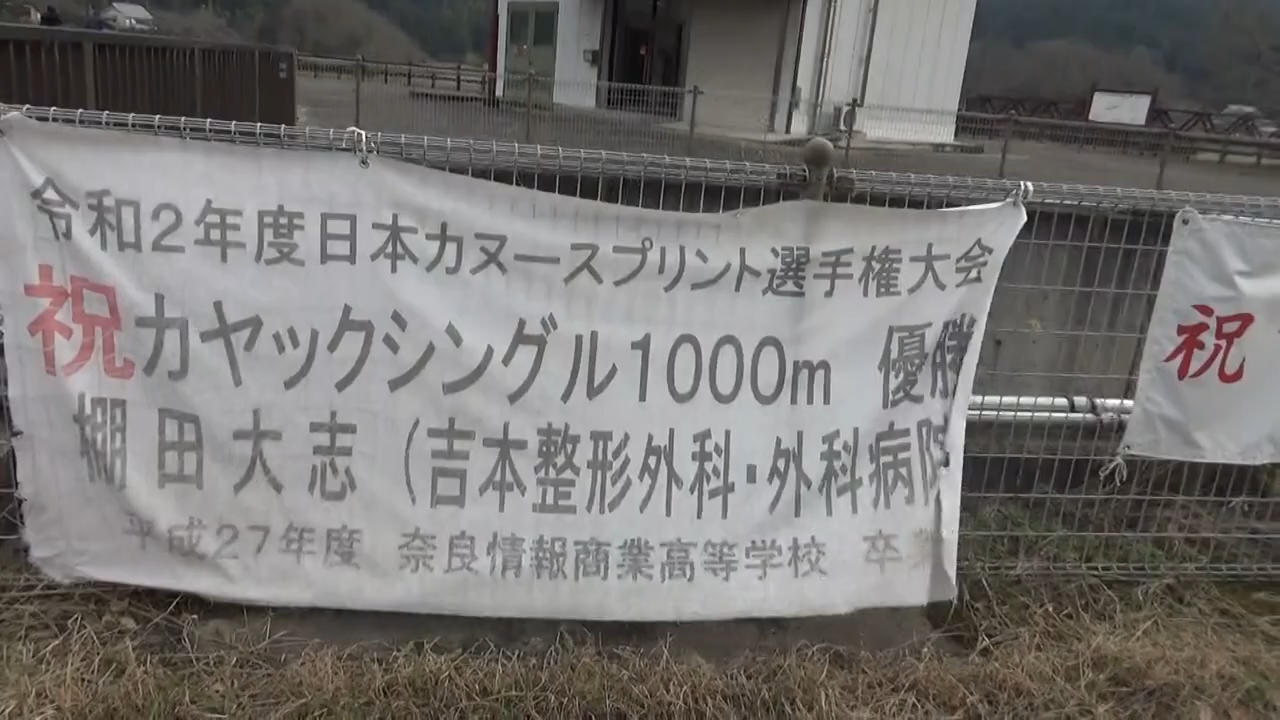 令和2年度日本カヌースプリント選手権大会
祝カヤックシングル1000m 優勝
棚田大志（吉本整形外科・外科病院
平成27年度 奈良情報商業高等学校 卒業
祝